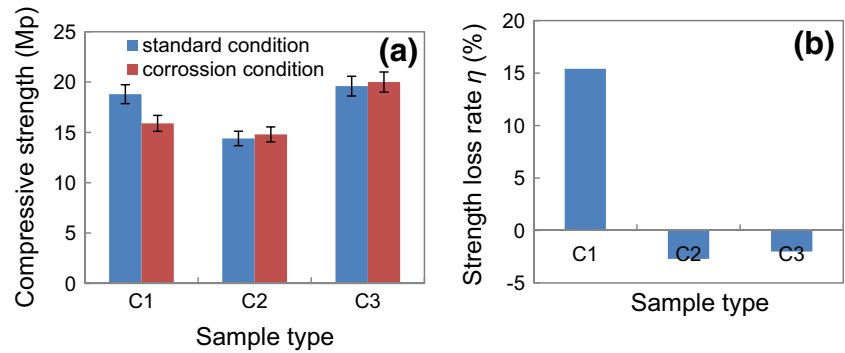 Compressive strength (Mp)
25
20
15
10
5
0
standard condition
corrossion condition
(a)
C1 C2 C3
Sample type
Strength loss rate η (%)
20
15
10
5
0
-5
(b)
C1 C2 C3
Sample type